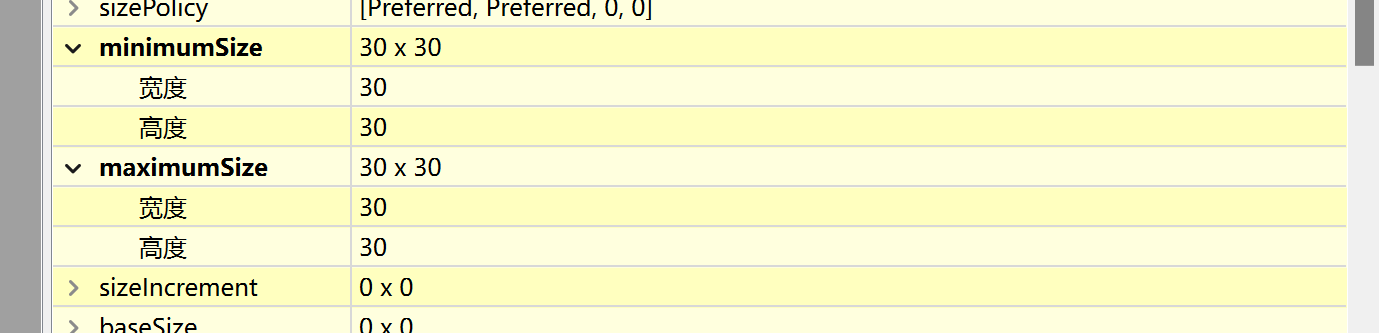 sizePolicy [Preferred, Preferred, 0, 0]
minimumSize 30 x 30
宽度 30
高度 30
maximumSize 30 x 30
宽度 30
高度 30
sizeIncrement 0 x 0
baseSize 0 x 0